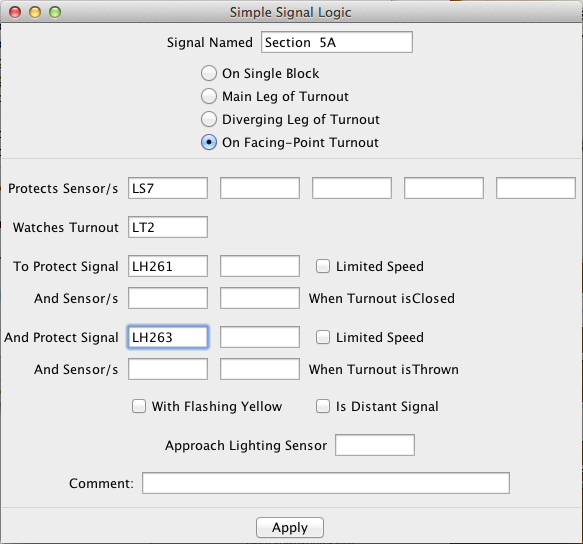 Simple Signal Logic
Signal Named Section  5A
On Single Block
Main Leg of Turnout
Diverging Leg of Turnout
On Facing-Point Turnout
Protects Sensor/s LS7
Watches Turnout LT2
To Protect Signal LH261 Limited Speed
And Sensor/s When Turnout isClosed
And Protect Signal LH263 Limited Speed
And Sensor/s When Turnout isThrown
With Flashing Yellow Is Distant Signal
Approach Lighting Sensor
Comment:
Apply